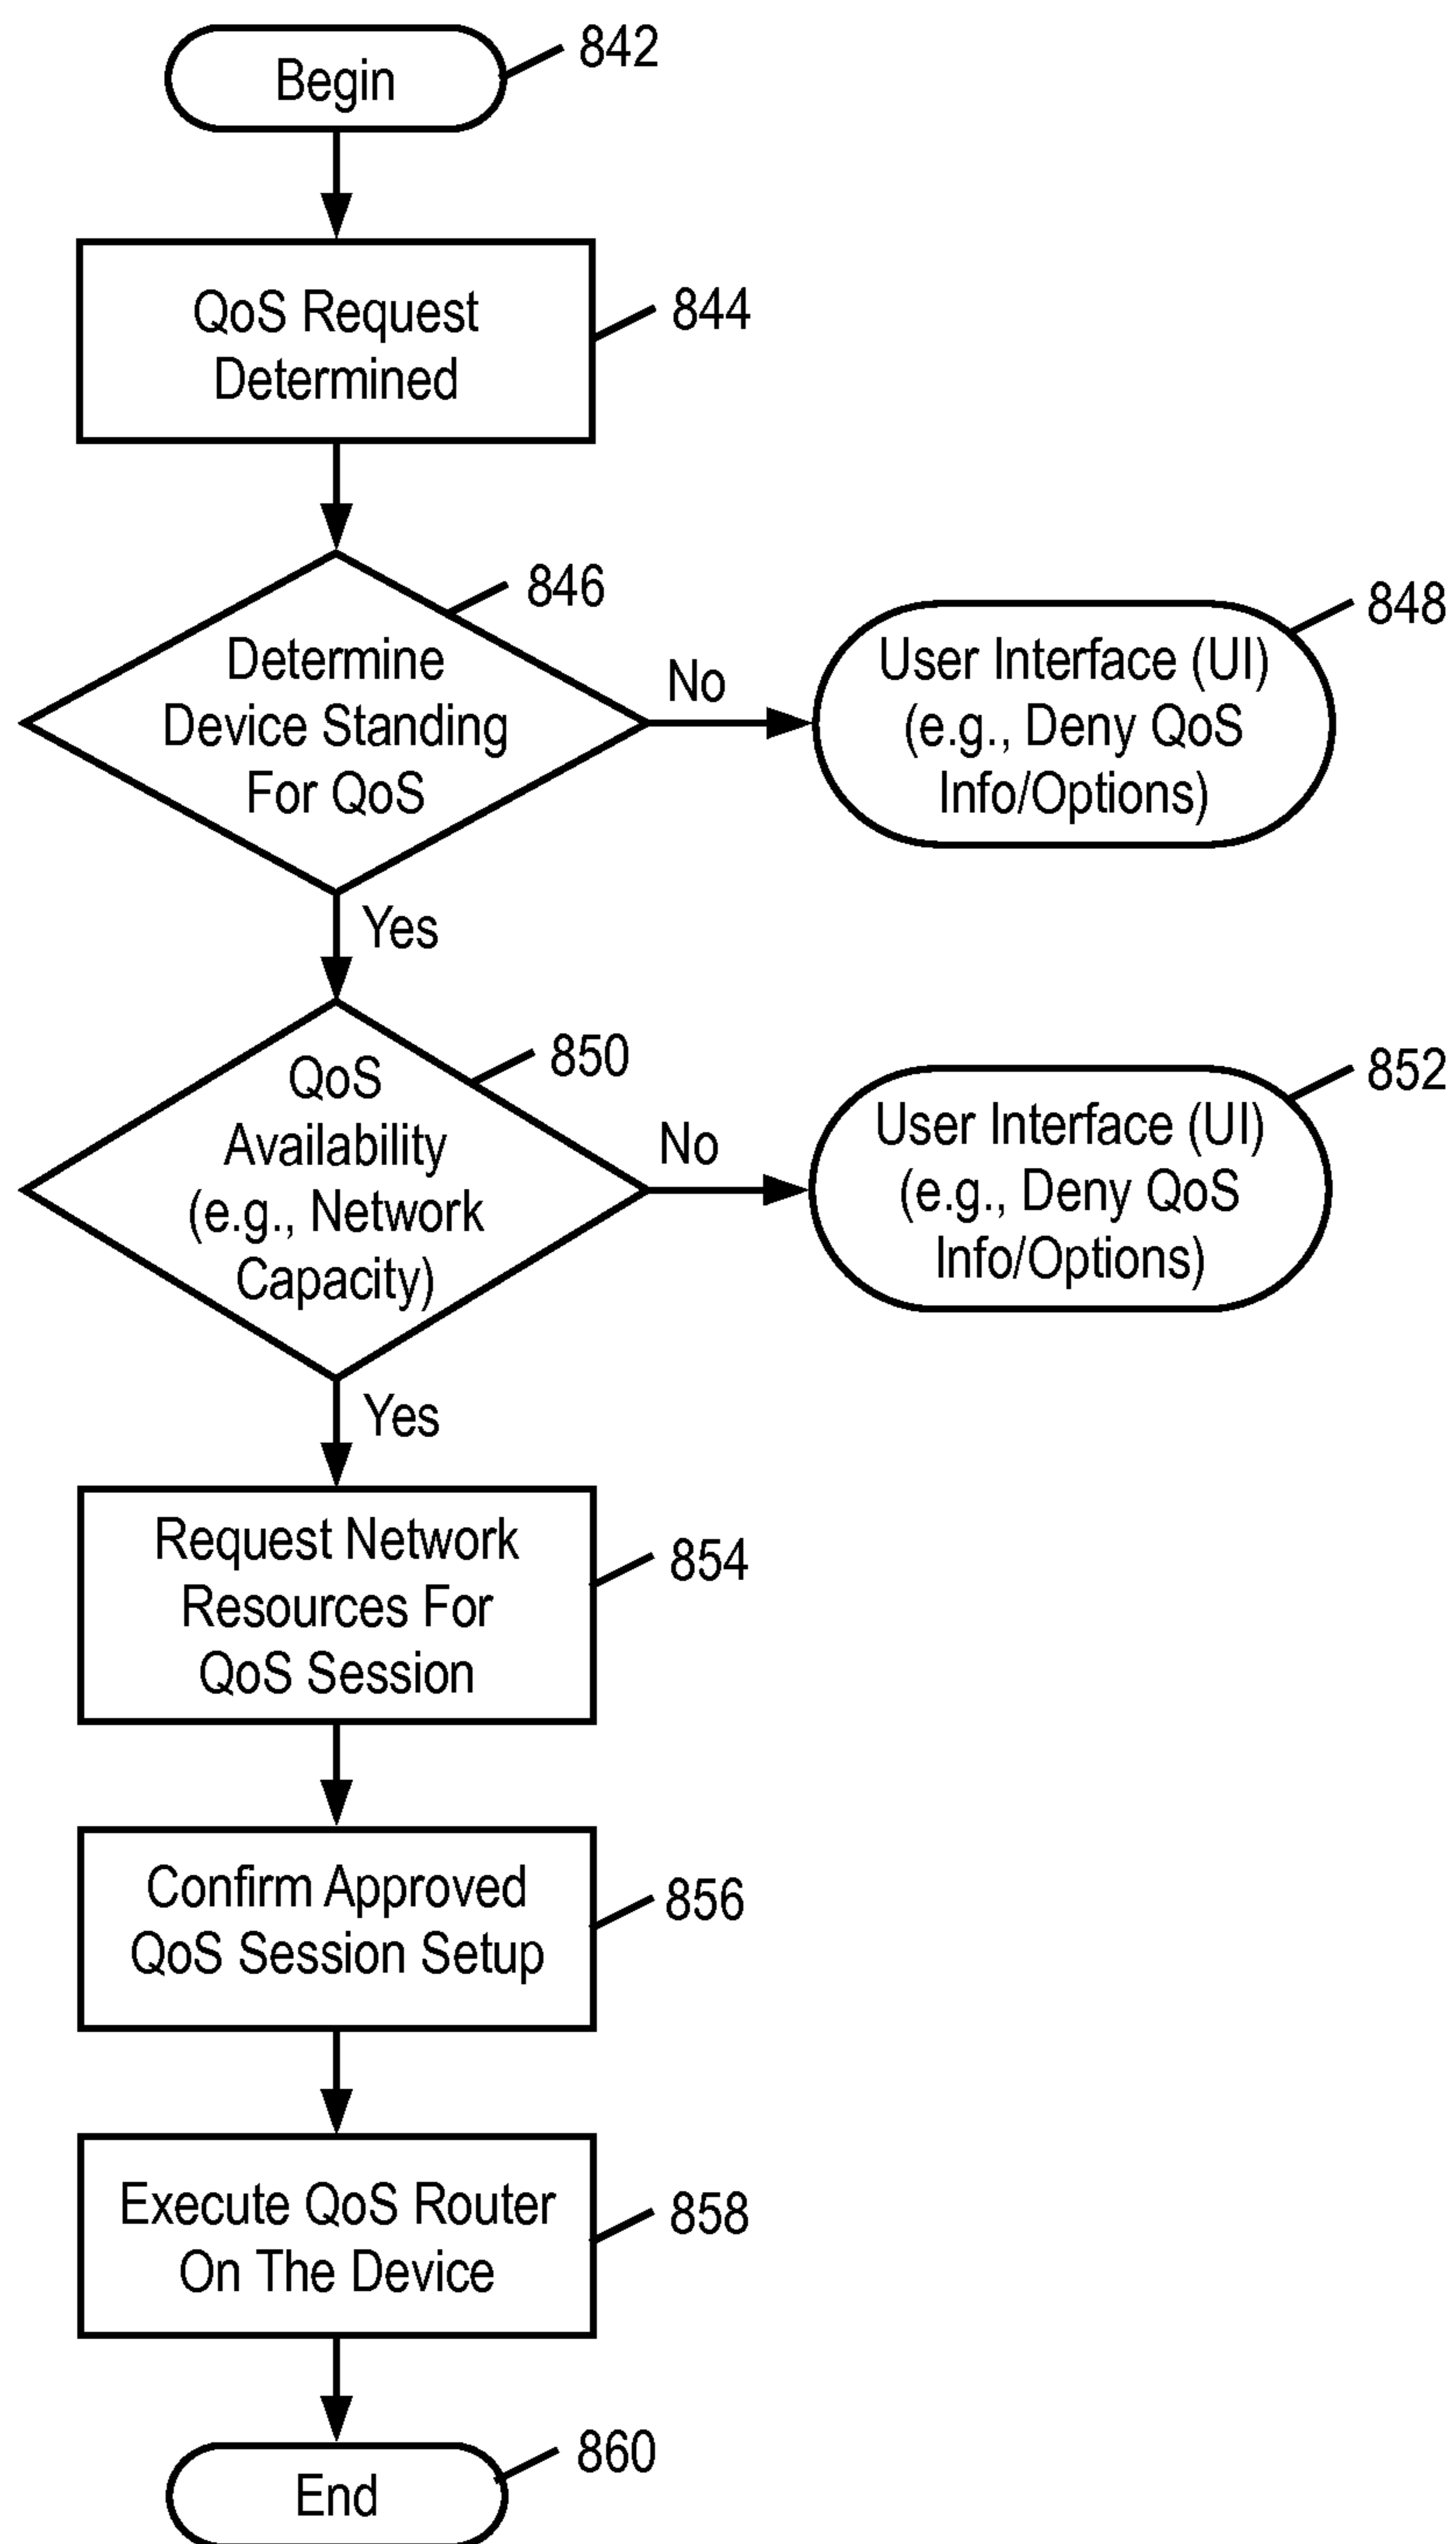 Begin
842
QoS Request
Determined
844
846
Determine
Device Standing
For QoS
No
User Interface (UI)
(e.g., Deny QoS
Info/Options)
848
Yes
850
QoS
Availability
(e.g., Network
Capacity)
No
User Interface (UI)
(e.g., Deny QoS
Info/Options)
852
Yes
Request Network
Resources For
QoS Session
854
Confirm Approved
QoS Session Setup
856
Execute QoS Router
On The Device
858
End
860